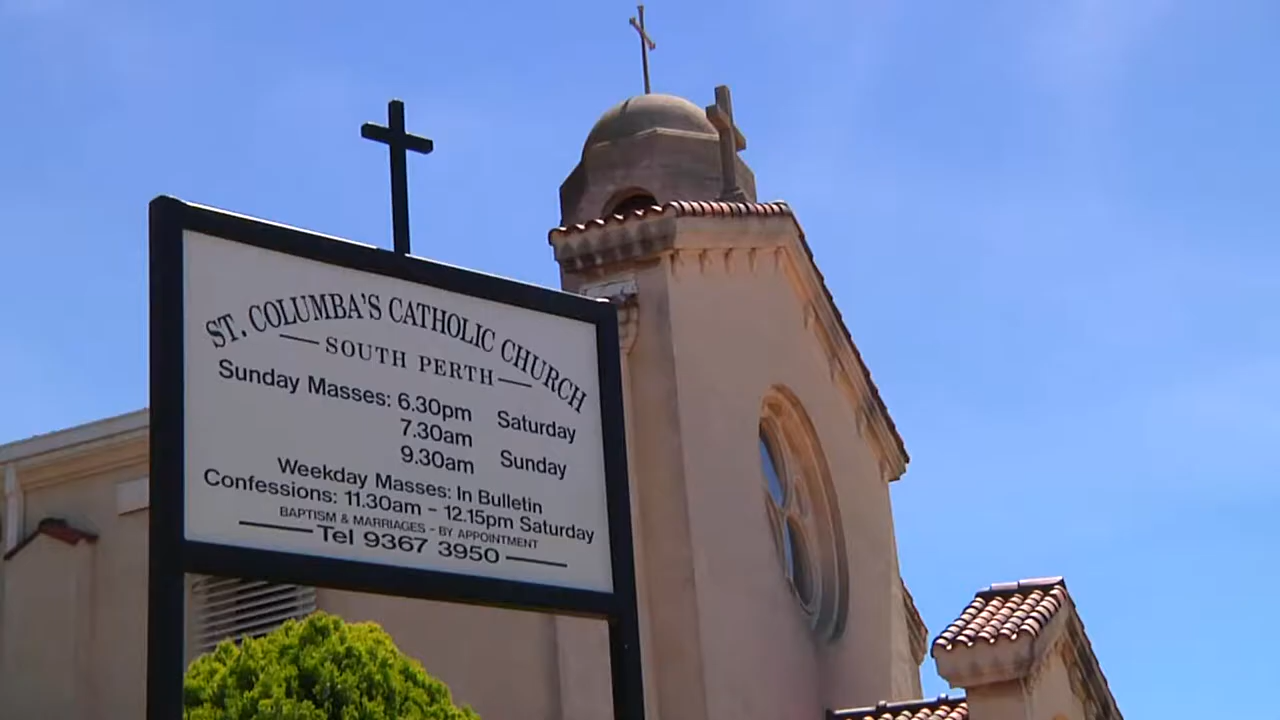 ST. COLUMBA'S CATHOLIC CHURCH
SOUTH PERTH
Sunday Masses: 6.30pm Saturday
7.30am
9.30am Sunday
Weekday Masses: In Bulletin
Confessions: 11.30am - 12.15pm Saturday
BAPTISM & MARRIAGES - BY APPOINTMENT
Tel 9367 3950